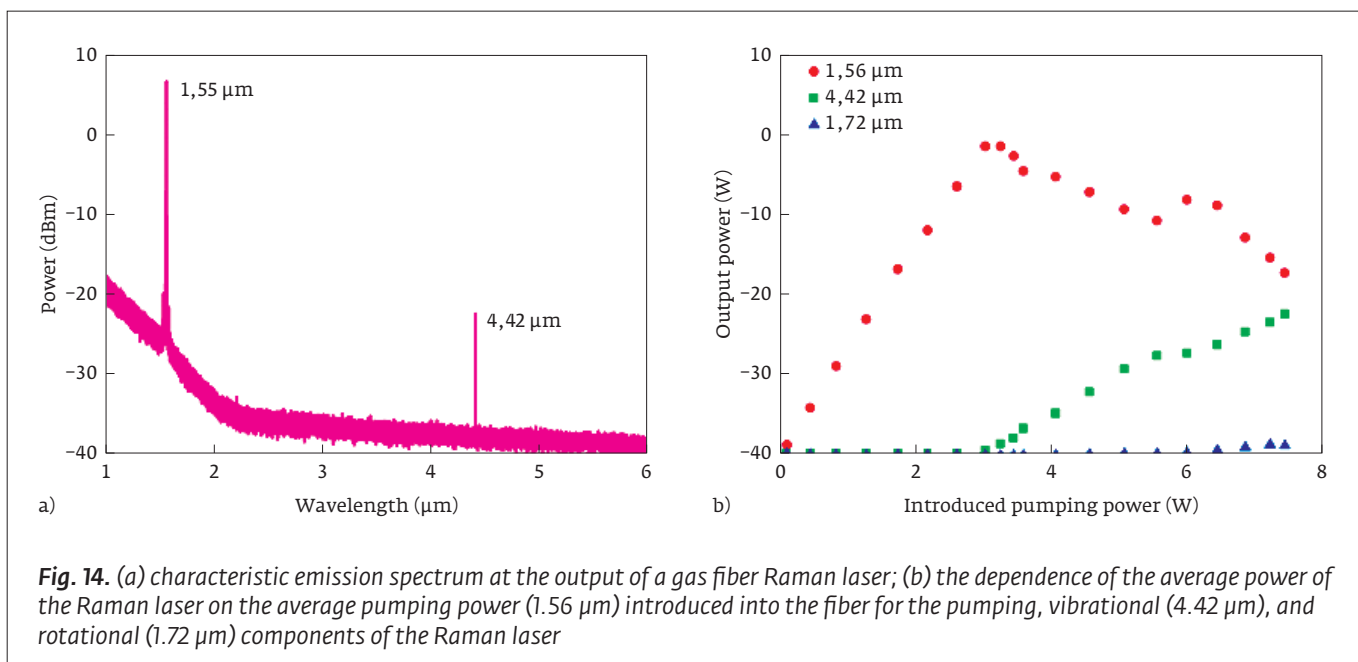 10
0
−10
−20
−30
−40
Power (dBm)
1,55 µm
4,42 µm
1 2 3 4 5 6
a) Wavelength (µm)
10
0
−10
−20
−30
−40
Output power (W)
1,56 µm
4,42 µm
1,72 µm
0 2 4 6 8
b) Introduced pumping power (W)
Fig. 14. (a) characteristic emission spectrum at the output of a gas fiber Raman laser; (b) the dependence of the average power of
the Raman laser on the average pumping power (1.56 µm) introduced into the fiber for the pumping, vibrational (4.42 µm), and
rotational (1.72 µm) components of the Raman laser